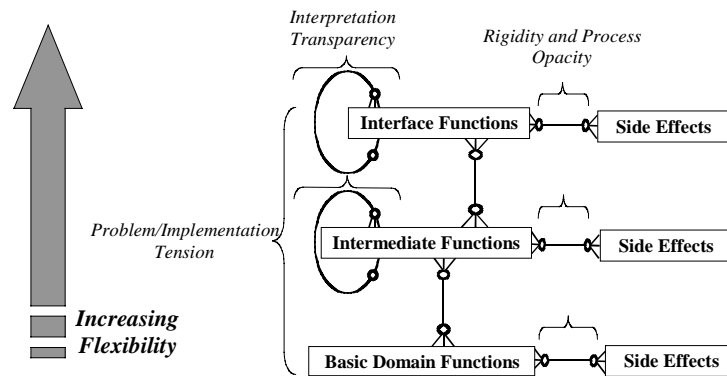 Interpretation
Transparency
Rigidity and Process
Opacity
Interface Functions
Side Effects
Problem/Implementation
Tension
Intermediate Functions
Side Effects
Increasing
Flexibility
Basic Domain Functions
Side Effects